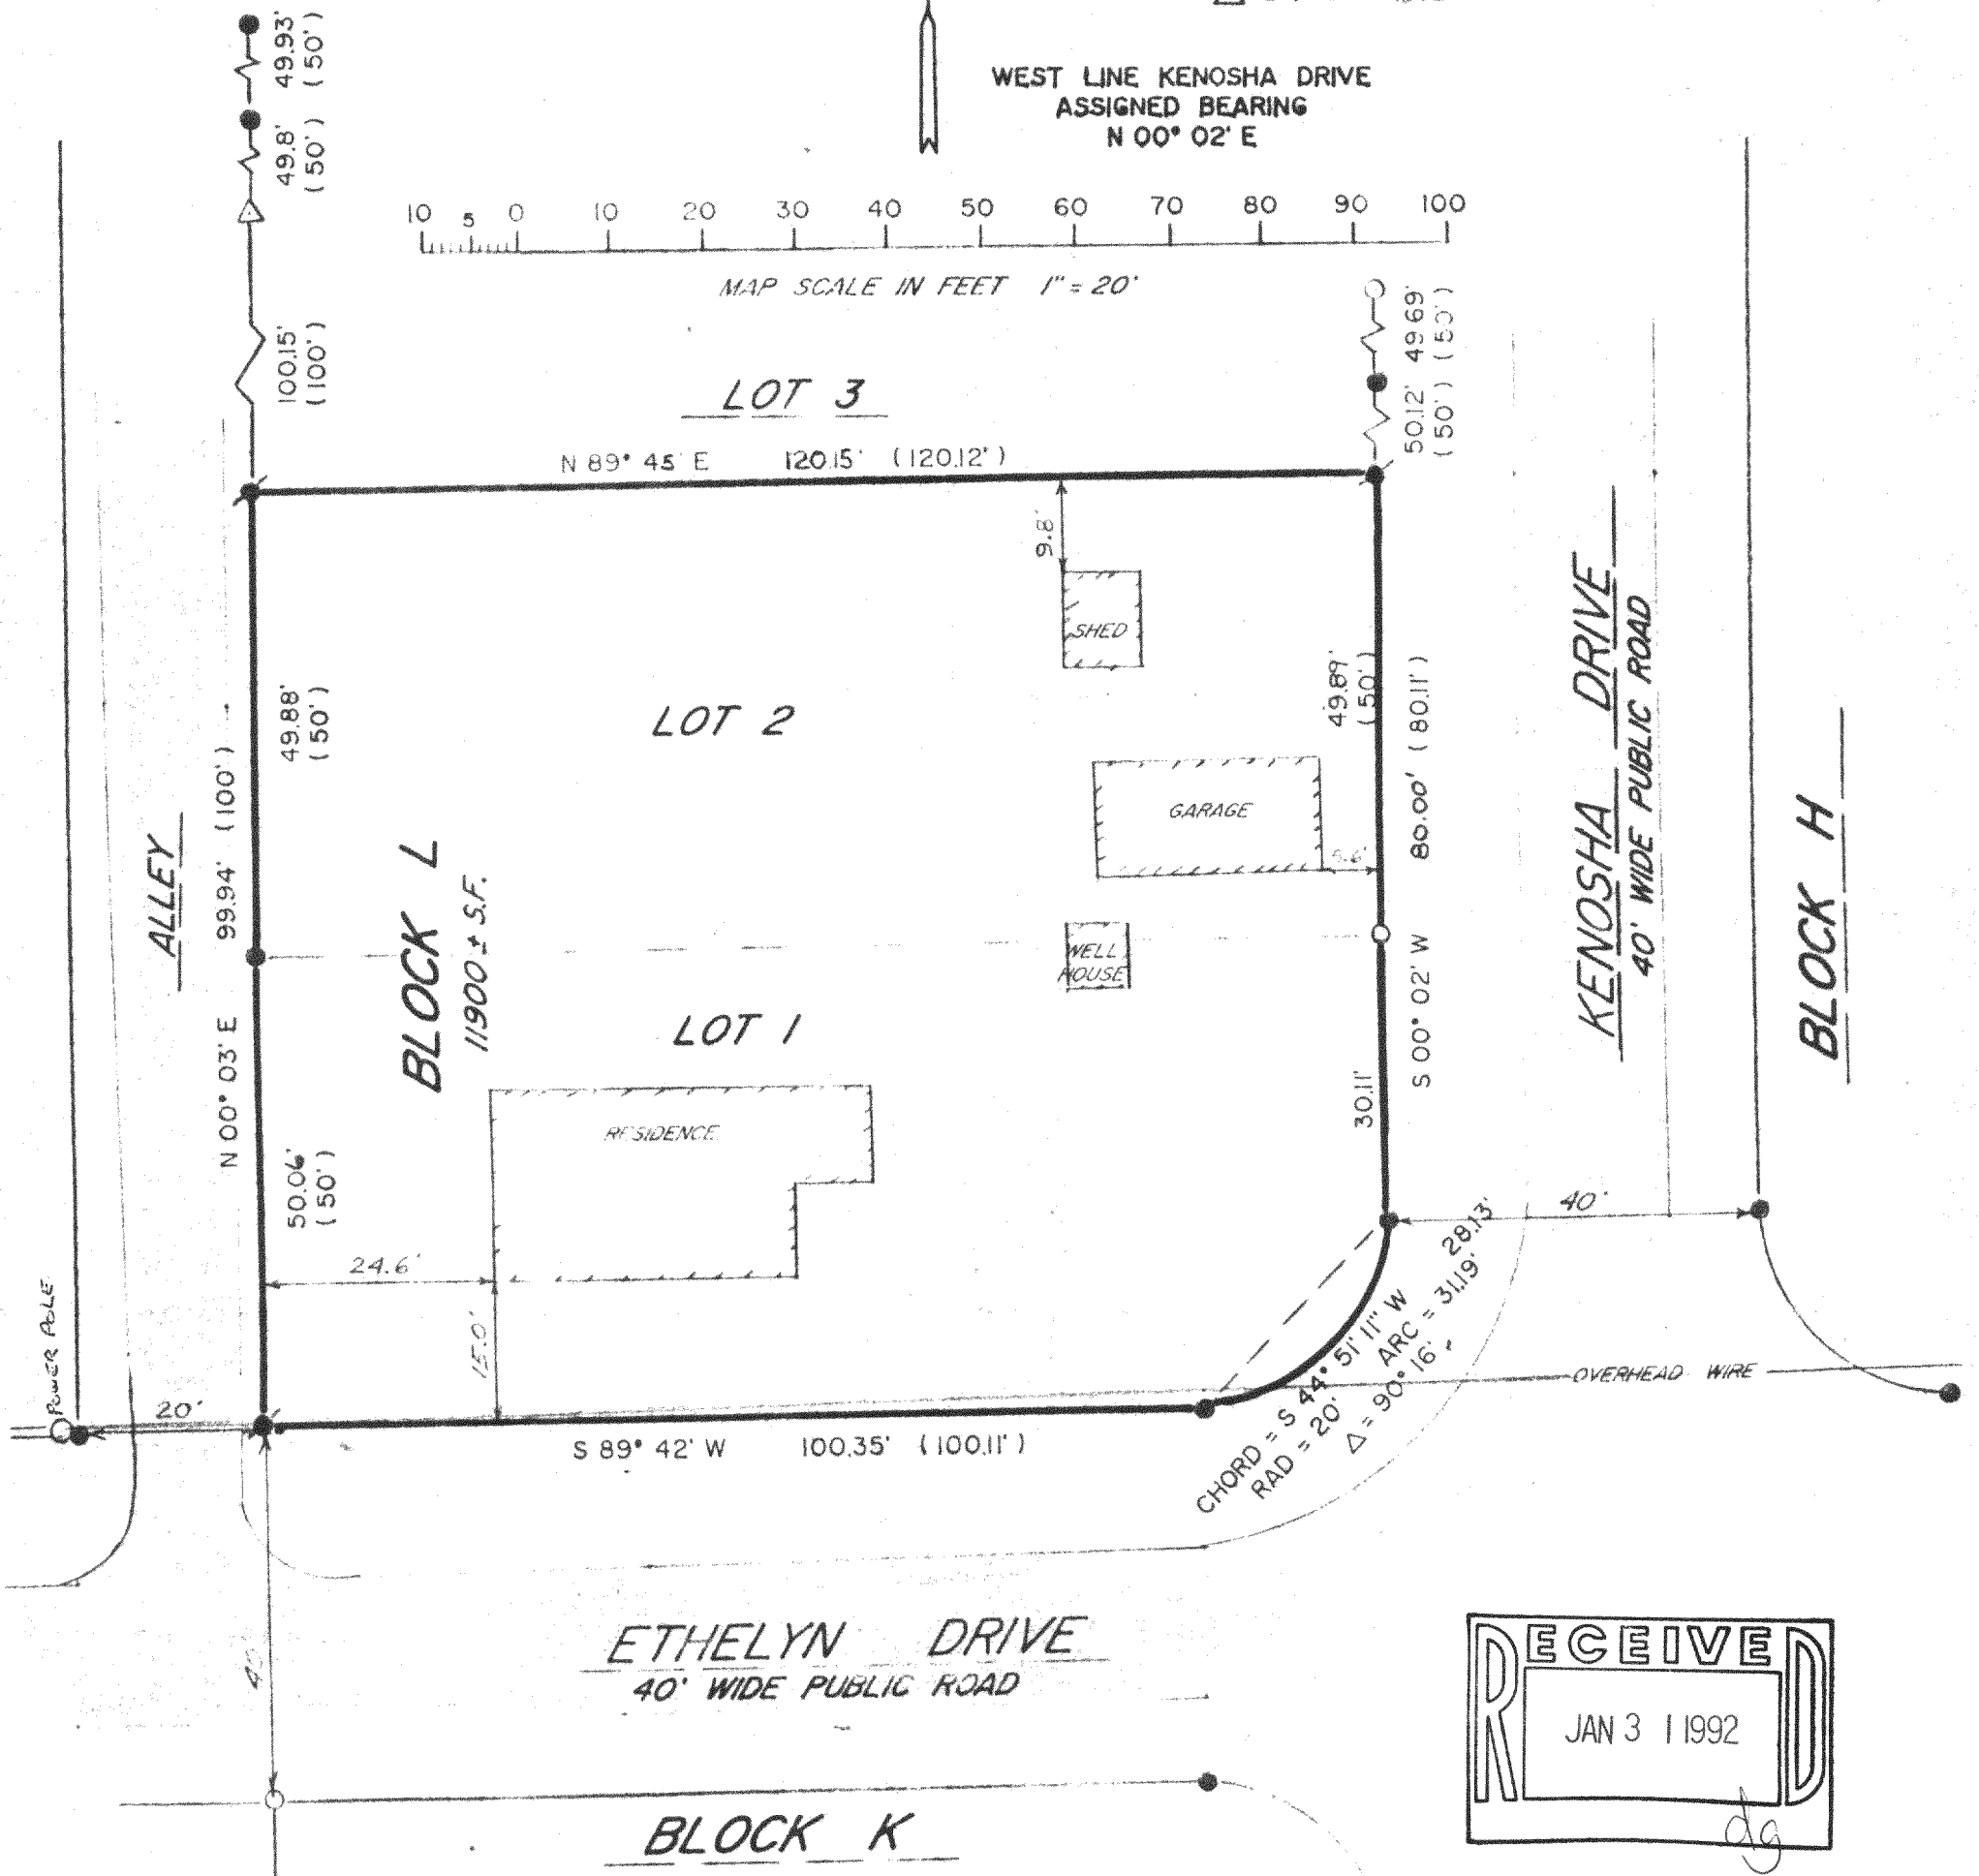 49.93'
(50')
49.8'
(50')
WEST LINE KENOSHA DRIVE
ASSIGNED BEARING
N 00° 02' E
10 5 0 10 20 30 40 50 60 70 80 90 100
MAP SCALE IN FEET 1" = 20'
100.15'
(100')
49.69'
(50')
50.12'
(50')
LOT 3
N 89° 45' E 120.15' (120.12')
9.8'
SHED
49.88'
(50')
LOT 2
49.89'
(50')
80.00' (80.11')
S 00° 02' W
KENOSHA DRIVE
40' WIDE PUBLIC ROAD
BLOCK H
GARAGE
5.6'
ALLEY
N 00° 03' E 99.94' (100')
BLOCK L
11900 ± S.F.
WELL
HOUSE
LOT 1
30.11'
RESIDENCE
50.06'
(50')
24.6'
15.0'
40'
CHORD = S 44° 51' 11" W 28.13'
RAD = 20' ARC = 31.19'
Δ = 90° 16'
POWER POLE
20'
OVERHEAD WIRE
S 89° 42' W 100.35' (100.11')
40'
ETHELYN DRIVE
40' WIDE PUBLIC ROAD
BLOCK K
RECEIVED
JAN 31 1992
dg